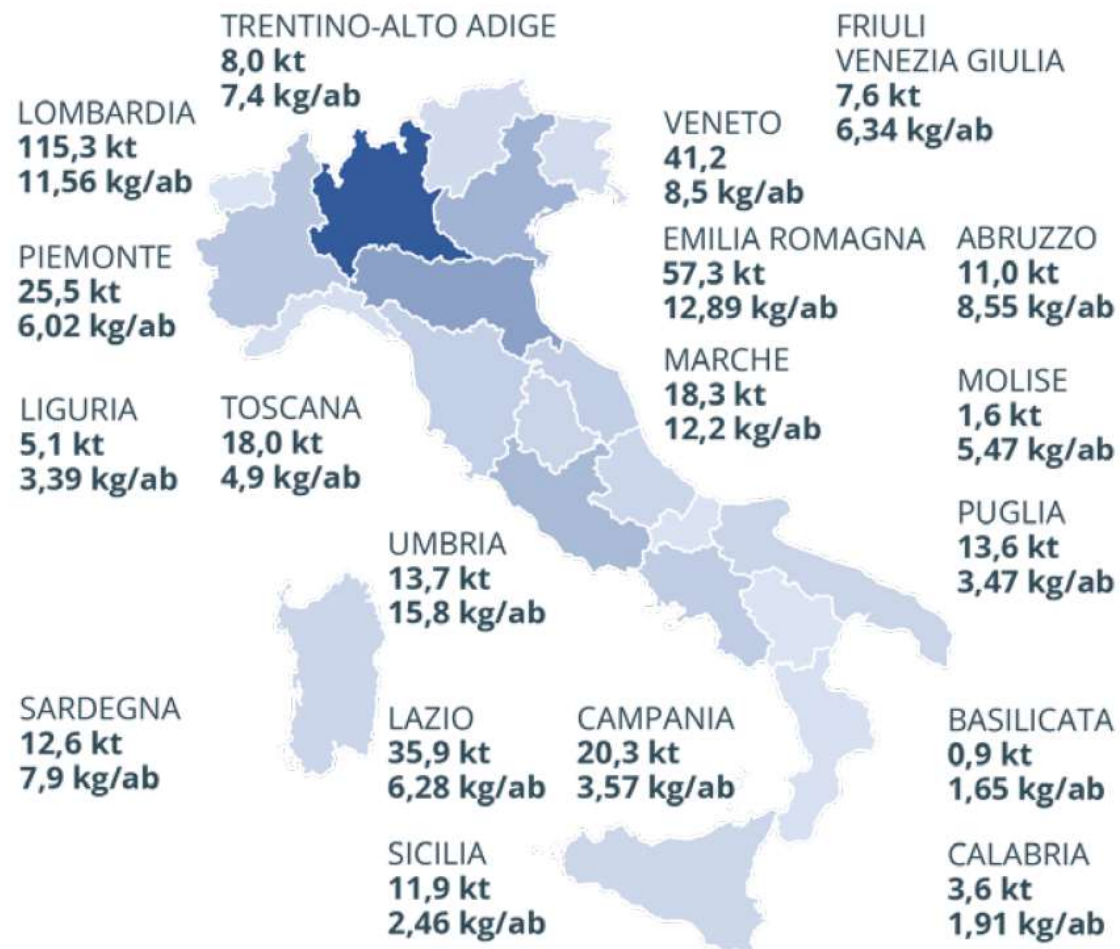 TRENTINO-ALTO ADIGE
8,0 kt
7,4 kg/ab
FRIULI
VENEZIA GIULIA
7,6 kt
6,34 kg/ab
LOMBARDIA
115,3 kt
11,56 kg/ab
VENETO
41,2
8,5 kg/ab
PIEMONTE
25,5 kt
6,02 kg/ab
EMILIA ROMAGNA
57,3 kt
12,89 kg/ab
ABRUZZO
11,0 kt
8,55 kg/ab
MARCHE
18,3 kt
12,2 kg/ab
MOLISE
1,6 kt
5,47 kg/ab
LIGURIA
5,1 kt
3,39 kg/ab
TOSCANA
18,0 kt
4,9 kg/ab
PUGLIA
13,6 kt
3,47 kg/ab
UMBRIA
13,7 kt
15,8 kg/ab
SARDEGNA
12,6 kt
7,9 kg/ab
LAZIO
35,9 kt
6,28 kg/ab
CAMPANIA
20,3 kt
3,57 kg/ab
BASILICATA
0,9 kt
1,65 kg/ab
SICILIA
11,9 kt
2,46 kg/ab
CALABRIA
3,6 kt
1,91 kg/ab